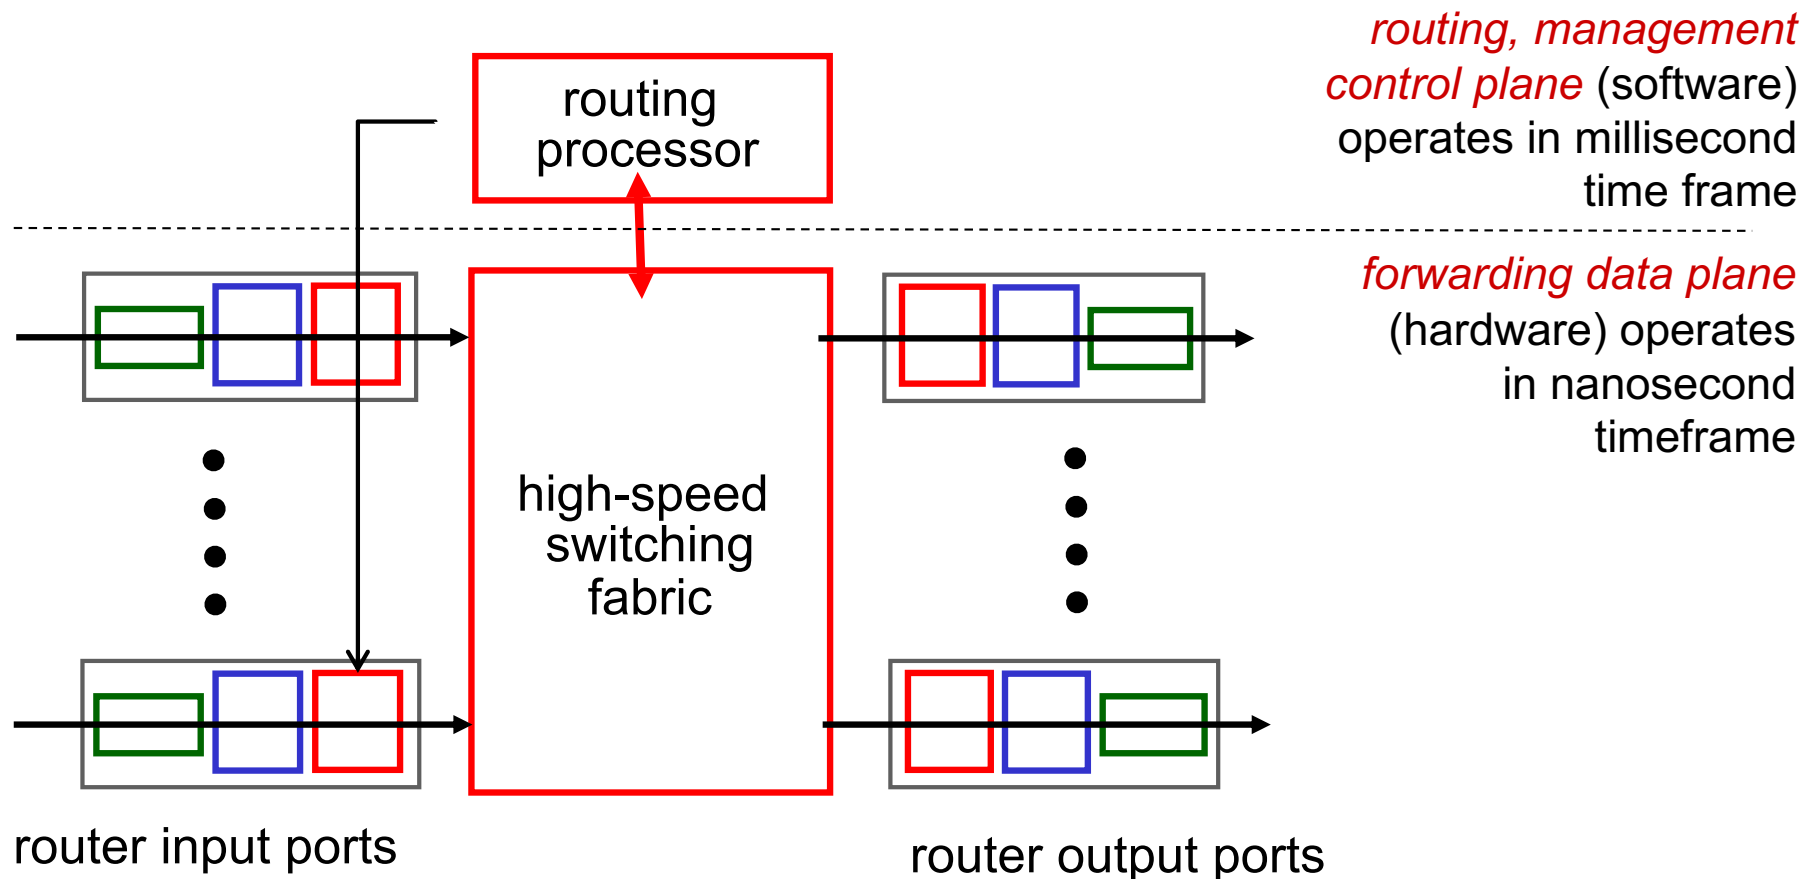 routing, management
control plane (software)
operates in millisecond
time frame
routing
processor
forwarding data plane
(hardware) operates
in nanosecond
timeframe
high-speed
switching
fabric
router input ports
router output ports